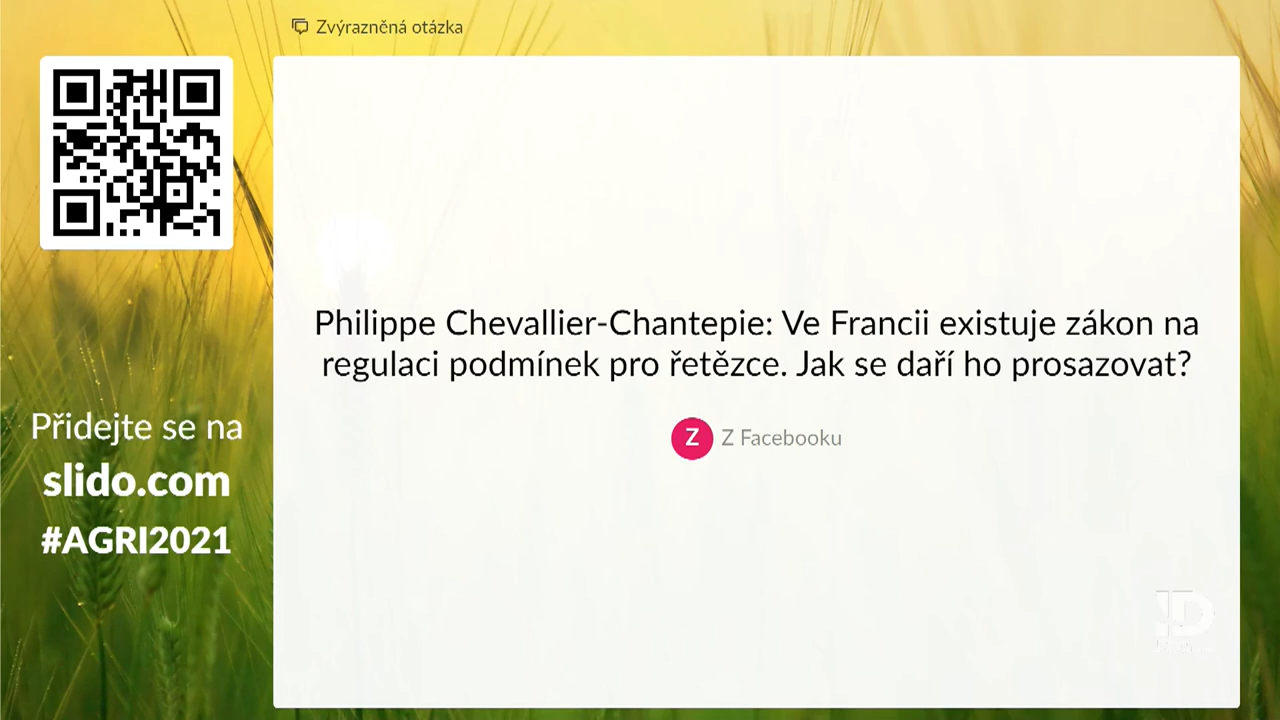 Zvýrazněná otázka
Philippe Chevallier-Chantepie: Ve Francii existuje zákon na
regulaci podmínek pro řetězce. Jak se daří ho prosazovat?
Z
Z Facebooku
Přidejte se na
slido.com
#AGRI2021
ID